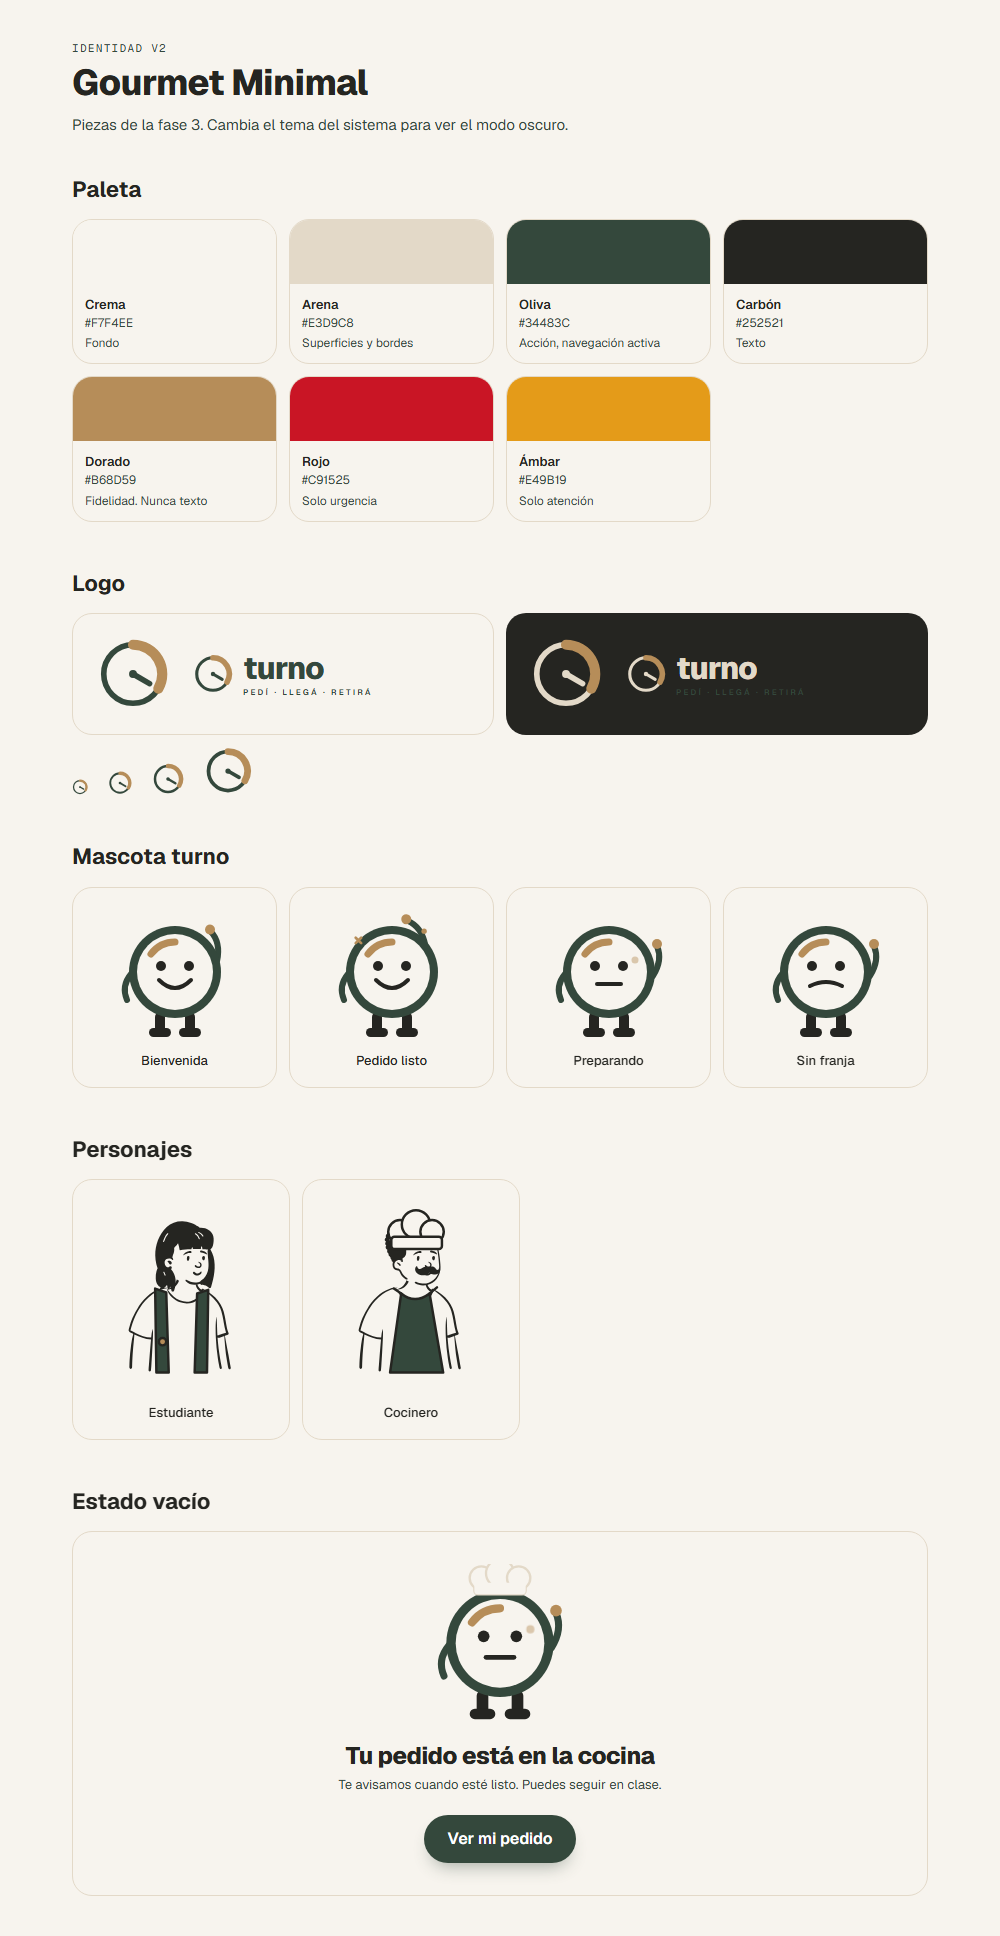 IDENTIDAD V2
Gourmet Minimal
Piezas de la fase 3. Cambia el tema del sistema para ver el modo oscuro.
Paleta
Crema
#F7F4EE
Fondo
Arena
#E3D9C8
Superficies y bordes
Oliva
#34483C
Acción, navegación activa
Carbón
#252521
Texto
Dorado
#B68D59
Fidelidad. Nunca texto
Rojo
#C91525
Solo urgencia
Ámbar
#E49B19
Solo atención
Logo
turno
PEDÍ · LLEGÁ · RETIRÁ
turno
PEDÍ · LLEGÁ · RETIRÁ
Mascota turno
Bienvenida
Pedido listo
Preparando
Sin franja
Personajes
Estudiante
Cocinero
Estado vacío
Tu pedido está en la cocina
Te avisamos cuando esté listo. Puedes seguir en clase.
Ver mi pedido